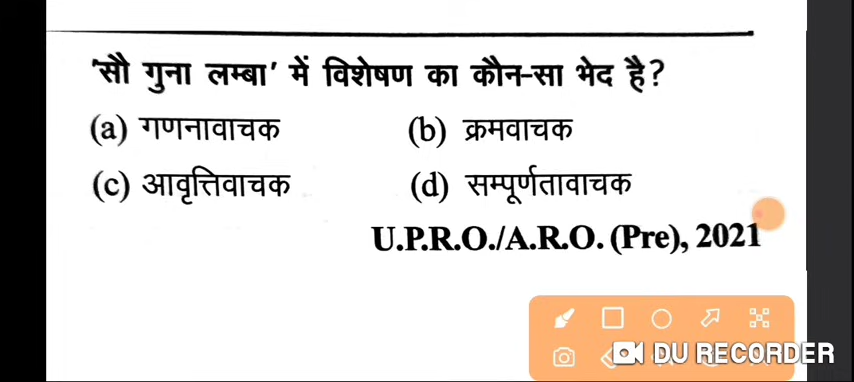 'सौ गुना लम्बा' में विशेषण का कौन-सा भेद है?
(a) गणनावाचक (b) क्रमवाचक
(c) आवृत्तिवाचक (d) सम्पूर्णतावाचक
U.P.R.O./A.R.O. (Pre), 2021
DU RECORDER